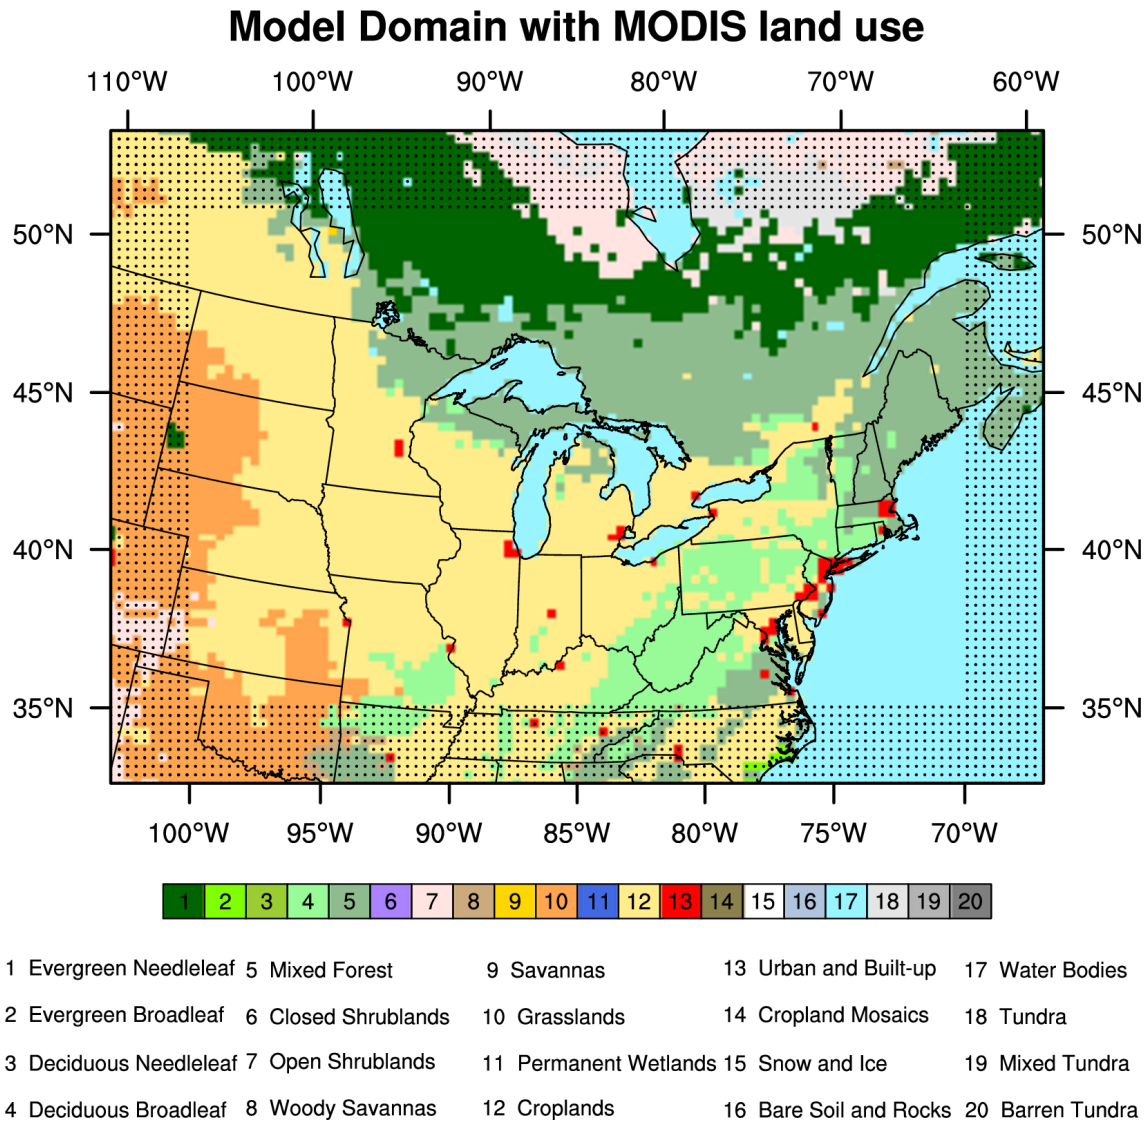 Model Domain with MODIS land use
110°W 100°W 90°W 80°W 70°W 60°W
50°N 50°N
45°N 45°N
40°N 40°N
35°N 35°N
100°W 95°W 90°W 85°W 80°W 75°W 70°W
1 2 3 4 5 6 7 8 9 10 11 12 13 14 15 16 17 18 19 20
1 Evergreen Needleleaf 5 Mixed Forest 9 Savannas 13 Urban and Built-up 17 Water Bodies
2 Evergreen Broadleaf 6 Closed Shrublands 10 Grasslands 14 Cropland Mosaics 18 Tundra
3 Deciduous Needleleaf 7 Open Shrublands 11 Permanent Wetlands 15 Snow and Ice 19 Mixed Tundra
4 Deciduous Broadleaf 8 Woody Savannas 12 Croplands 16 Bare Soil and Rocks 20 Barren Tundra